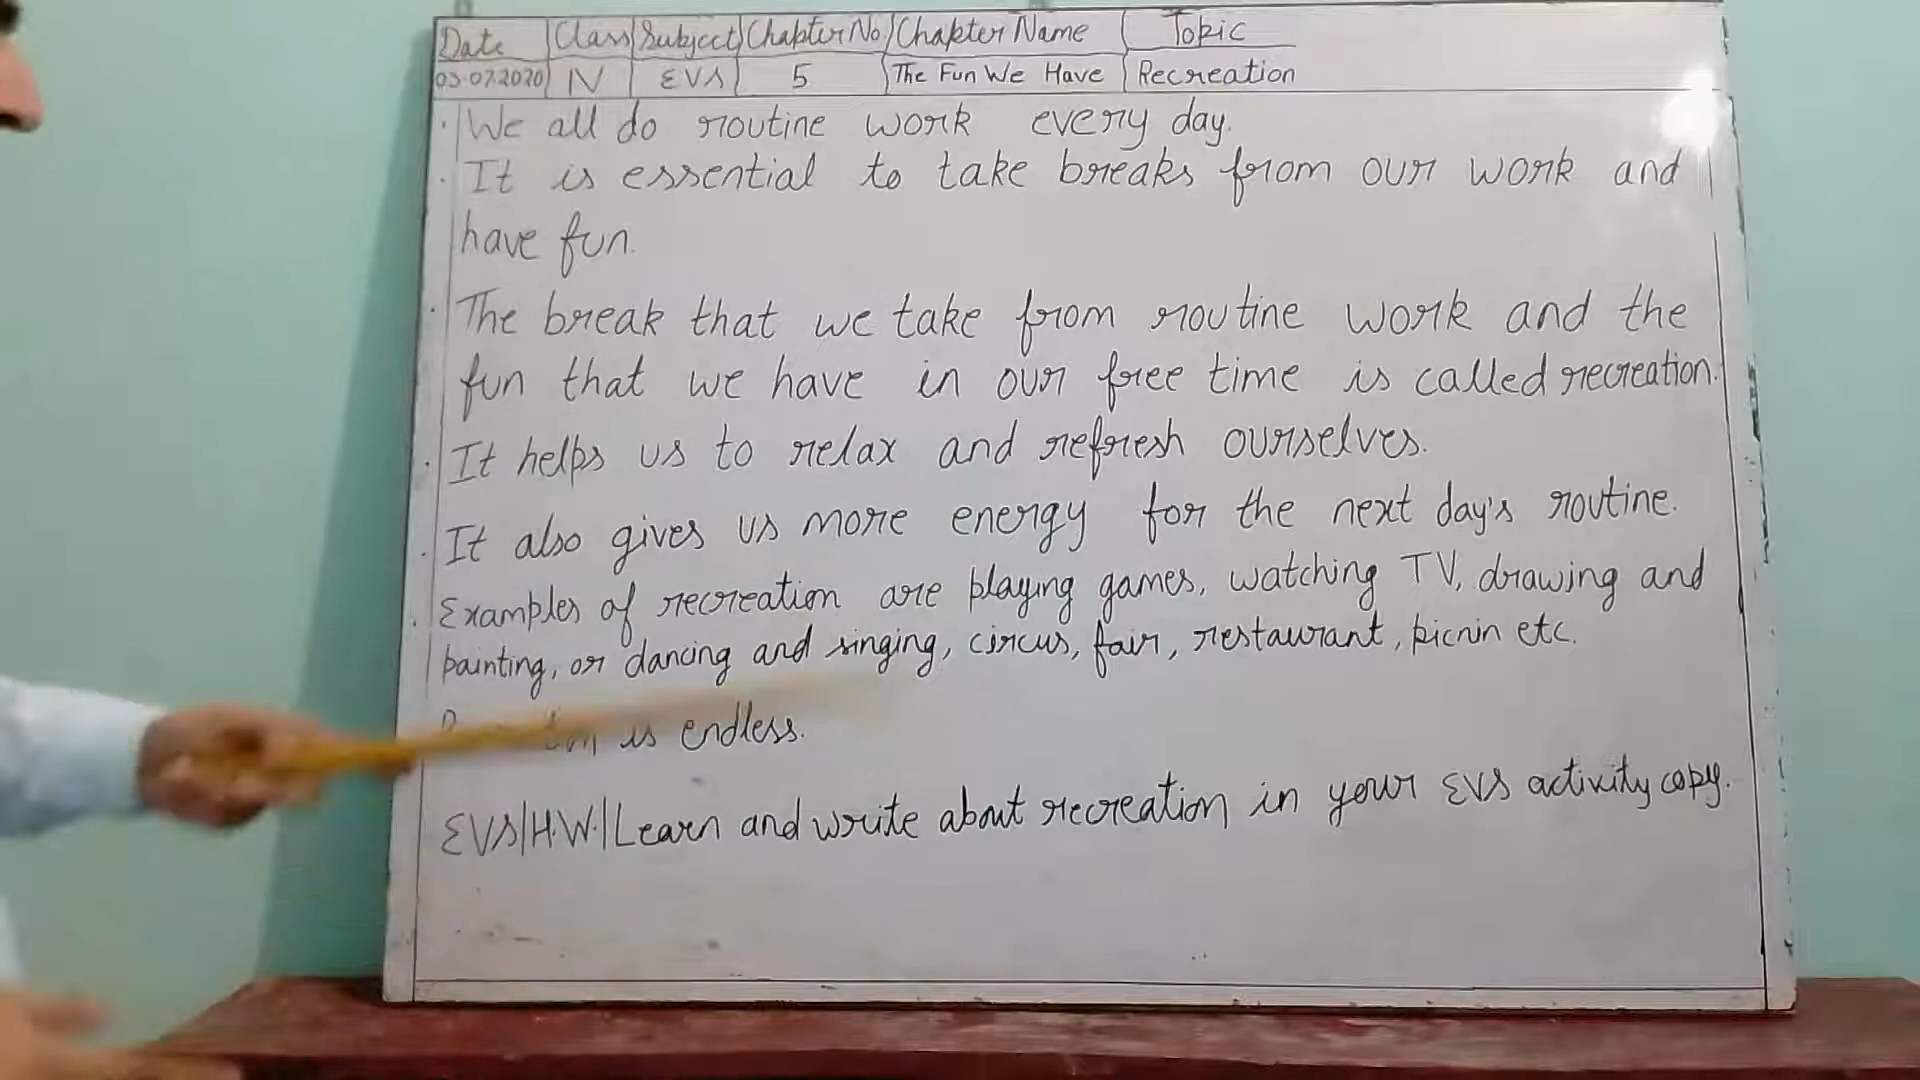 Date Class Subject Chapter No. Chapter Name Topic
03.07.2020 IV EVS 5 The Fun We Have Recreation
We all do routine work every day.
It is essential to take breaks from our work and
have fun.
The break that we take from routine work and the
fun that we have in our free time is called recreation.
It helps us to relax and refresh ourselves.
It also gives us more energy for the next day's routine.
Examples of recreation are playing games, watching TV, drawing and
painting, or dancing and singing, circus, fair, restaurant, picnin etc.
is endless.
EVS|H.W.|Learn and write about recreation in your EVS activity copy.